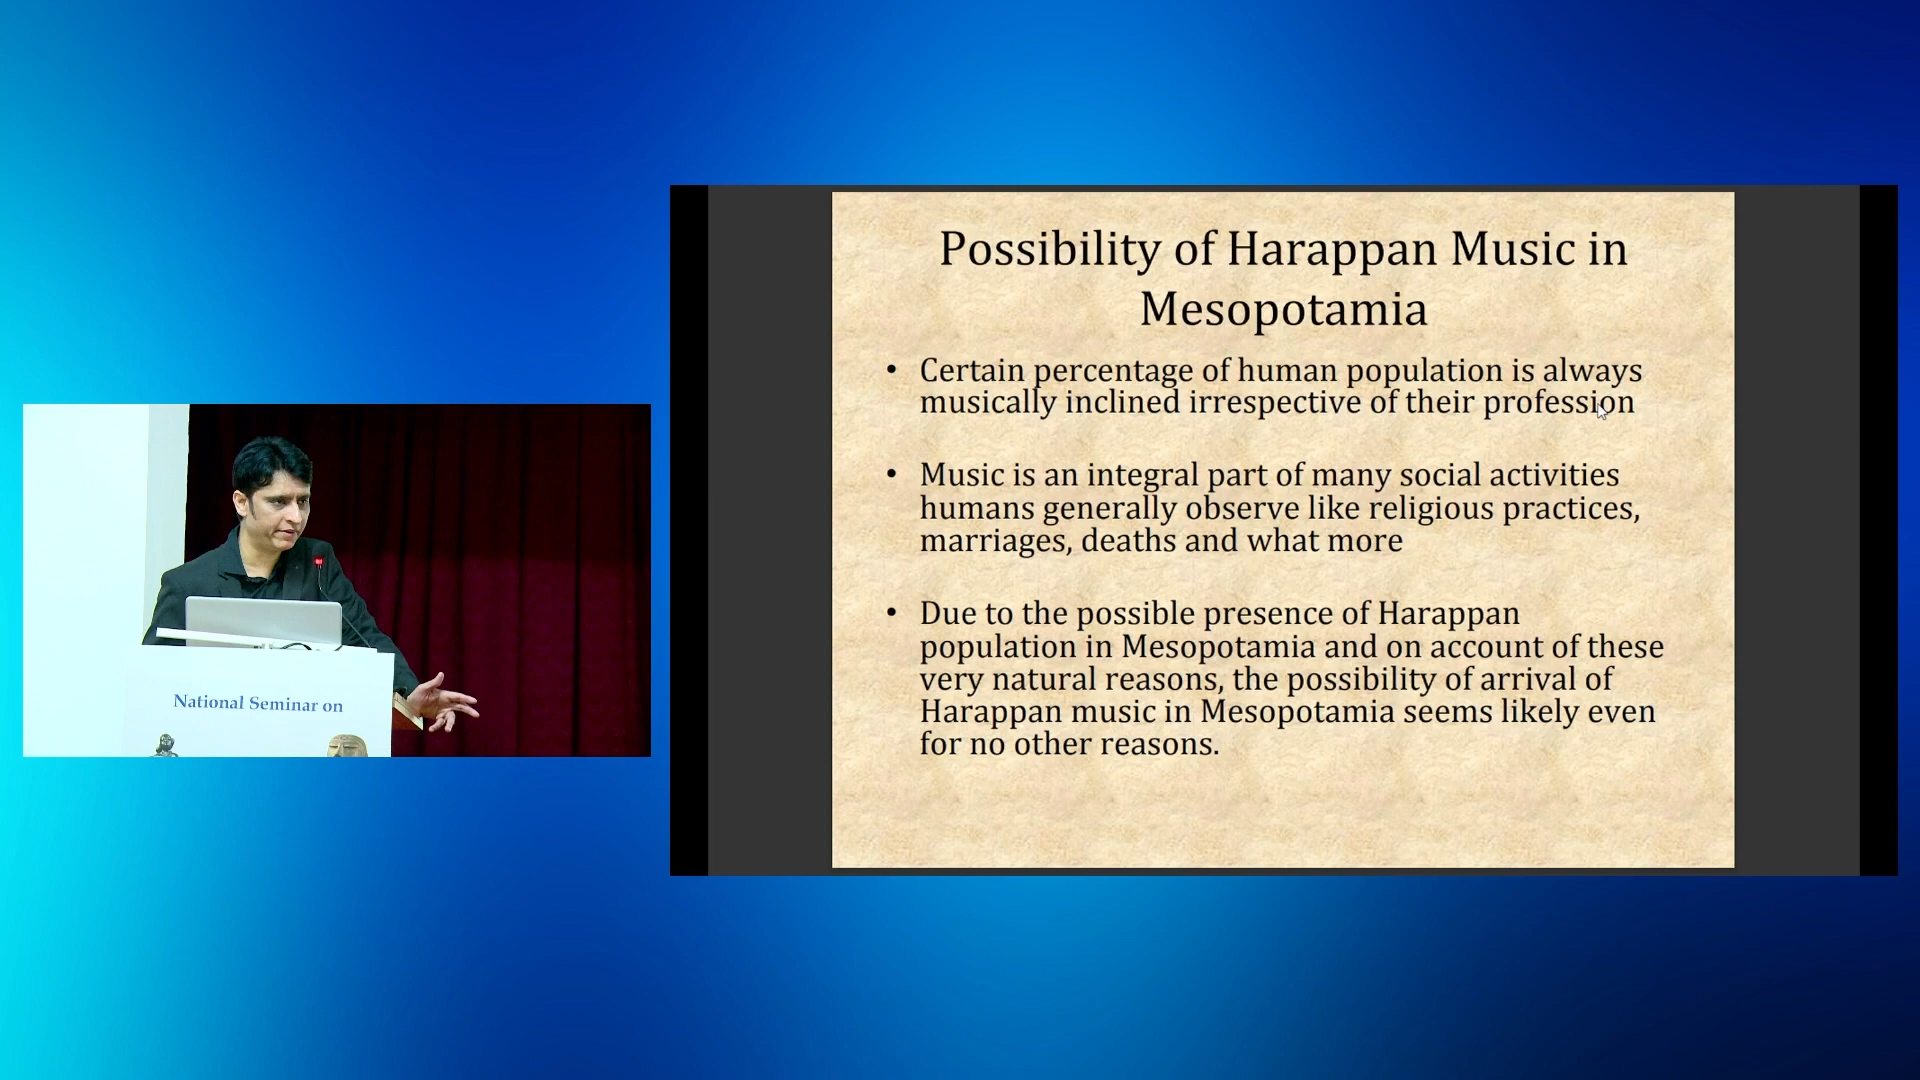 Possibility of Harappan Music in
Mesopotamia
• Certain percentage of human population is always
musically inclined irrespective of their profession
• Music is an integral part of many social activities
humans generally observe like religious practices,
marriages, deaths and what more
• Due to the possible presence of Harappan
population in Mesopotamia and on account of these
very natural reasons, the possibility of arrival of
Harappan music in Mesopotamia seems likely even
for no other reasons.
National Seminar on